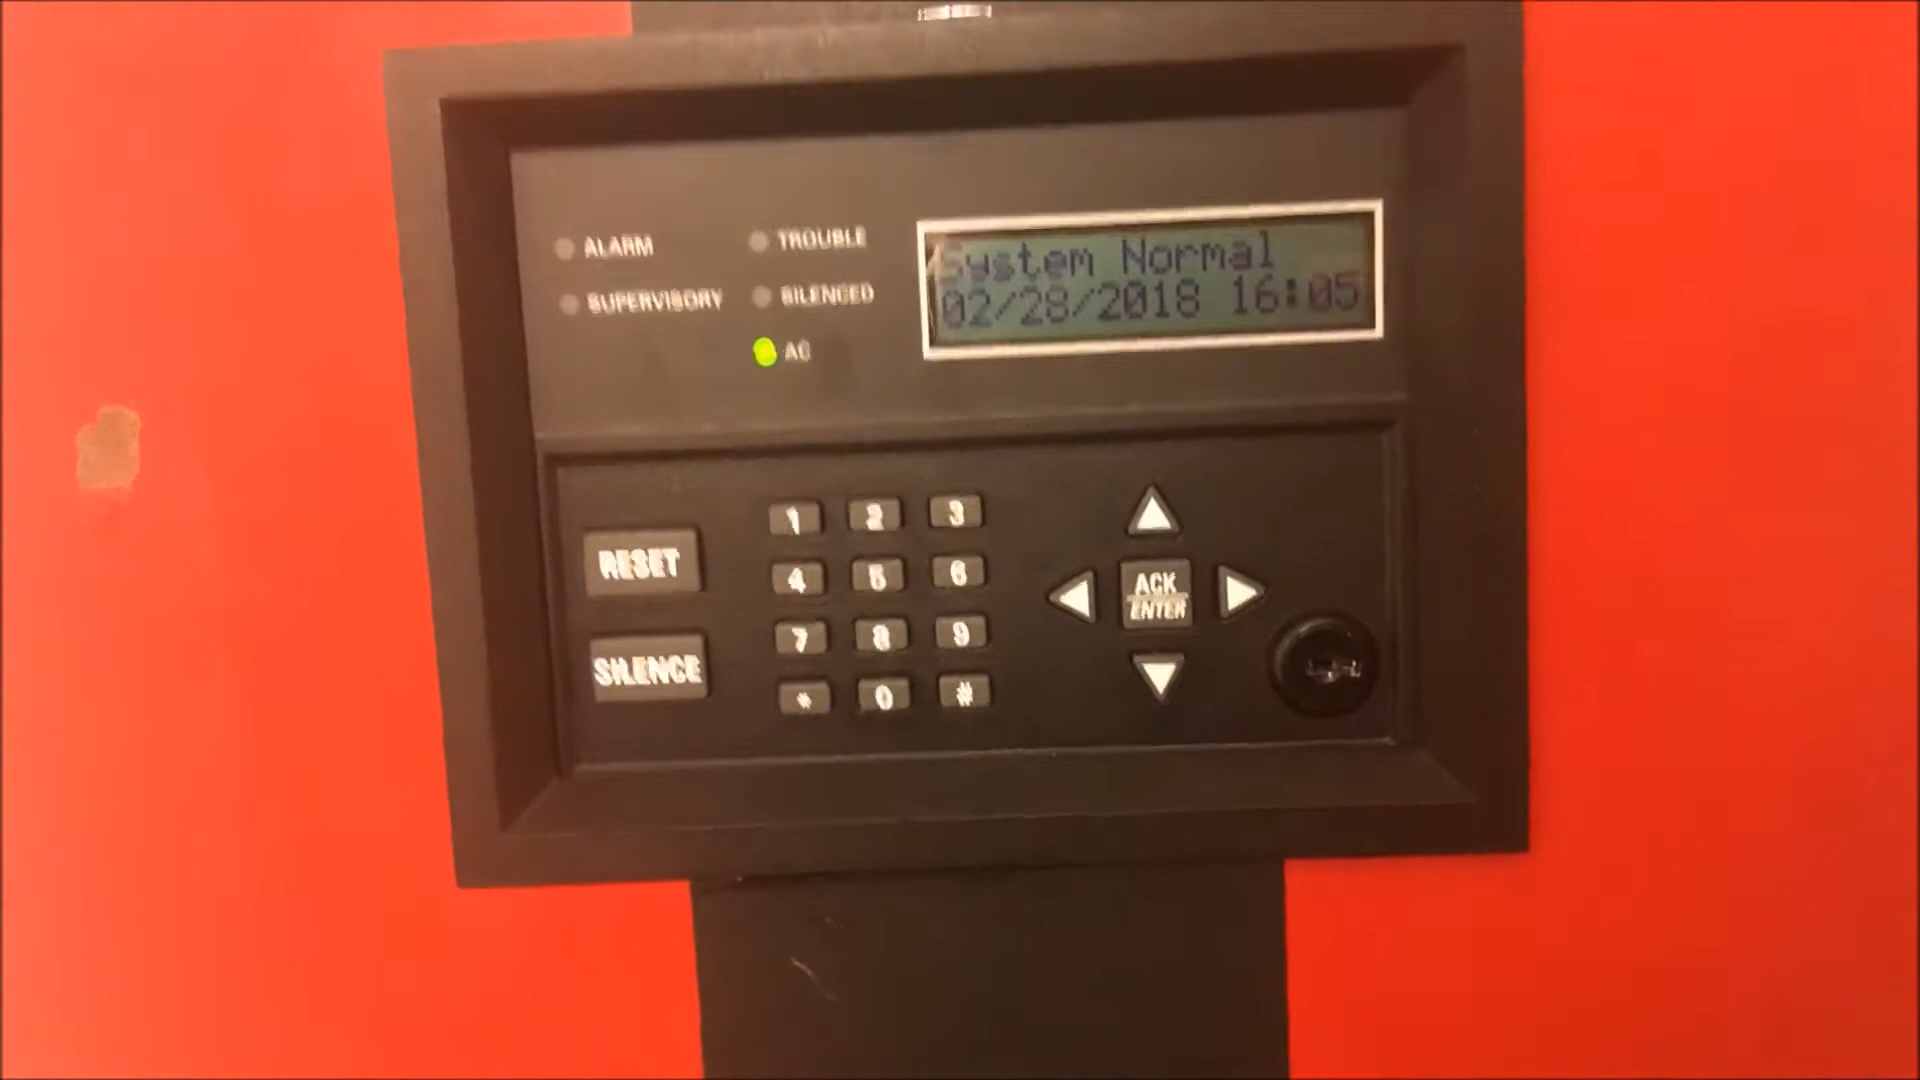 ALARM
TROUBLE
SUPERVISORY
SILENCED
AC
System Normal
02/28/2018 16:05
RESET
SILENCE
1 2 3
4 5 6
7 8 9
* 0 #
ACK
ENTER